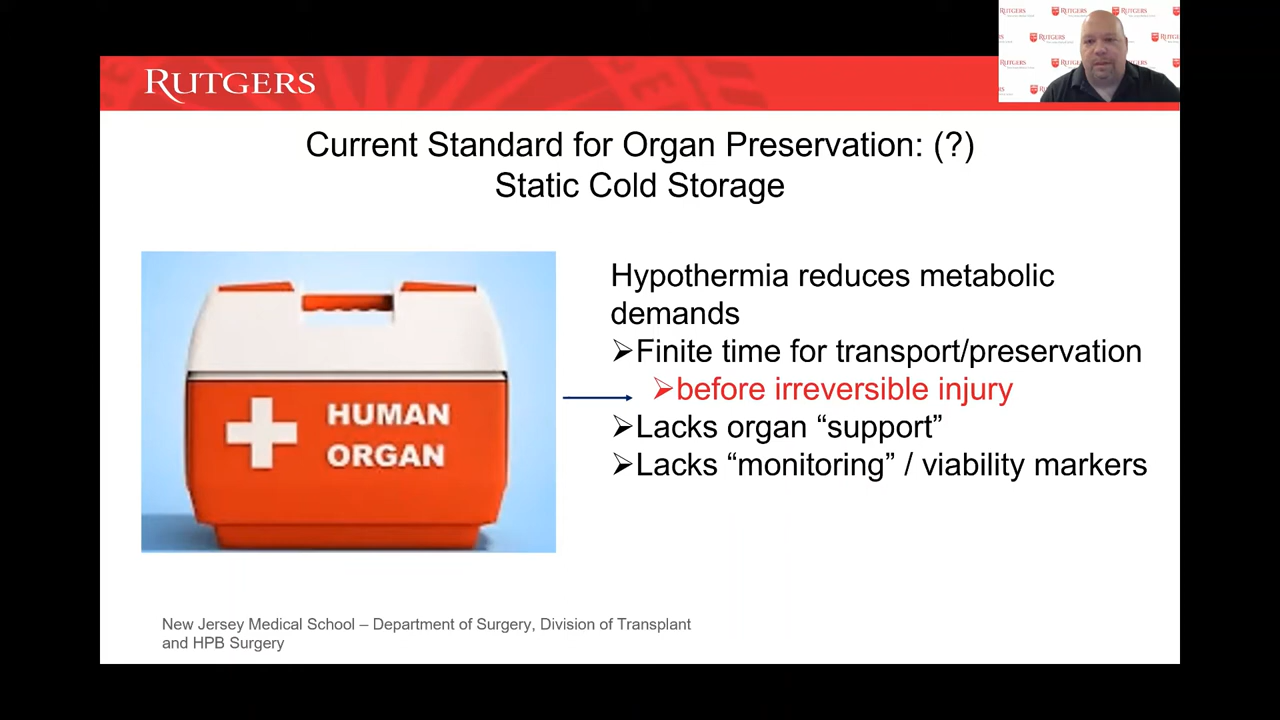 RUTGERS
RUTGERS
Current Standard for Organ Preservation: (?)
Static Cold Storage
HUMAN
ORGAN
Hypothermia reduces metabolic
demands
➢Finite time for transport/preservation
➢before irreversible injury
➢Lacks organ “support”
➢Lacks “monitoring” / viability markers
New Jersey Medical School – Department of Surgery, Division of Transplant
and HPB Surgery